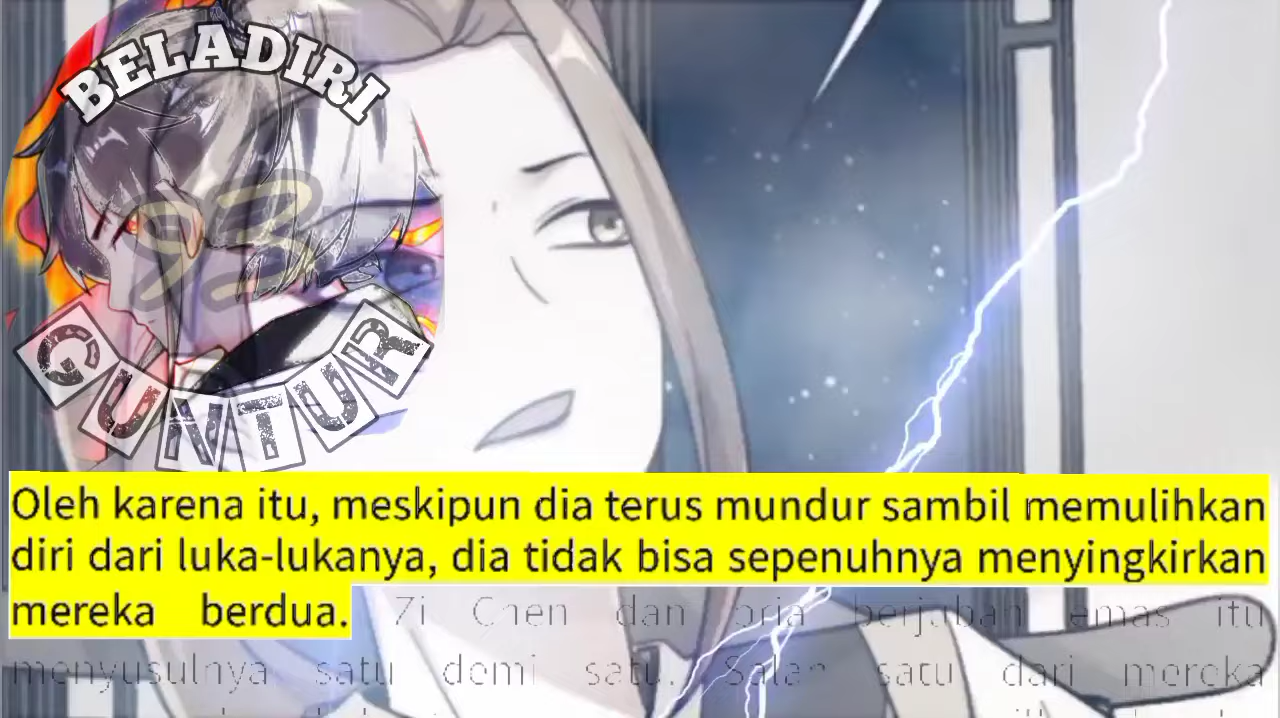 BELADIRI
GUNTUR
Oleh karena itu, meskipun dia terus mundur sambil memulihkan
diri dari luka-lukanya, dia tidak bisa sepenuhnya menyingkirkan
mereka berdua. Zi Chen dan pria berjubah emas itu
menyusulnya satu demi satu. Salah satu dari mereka